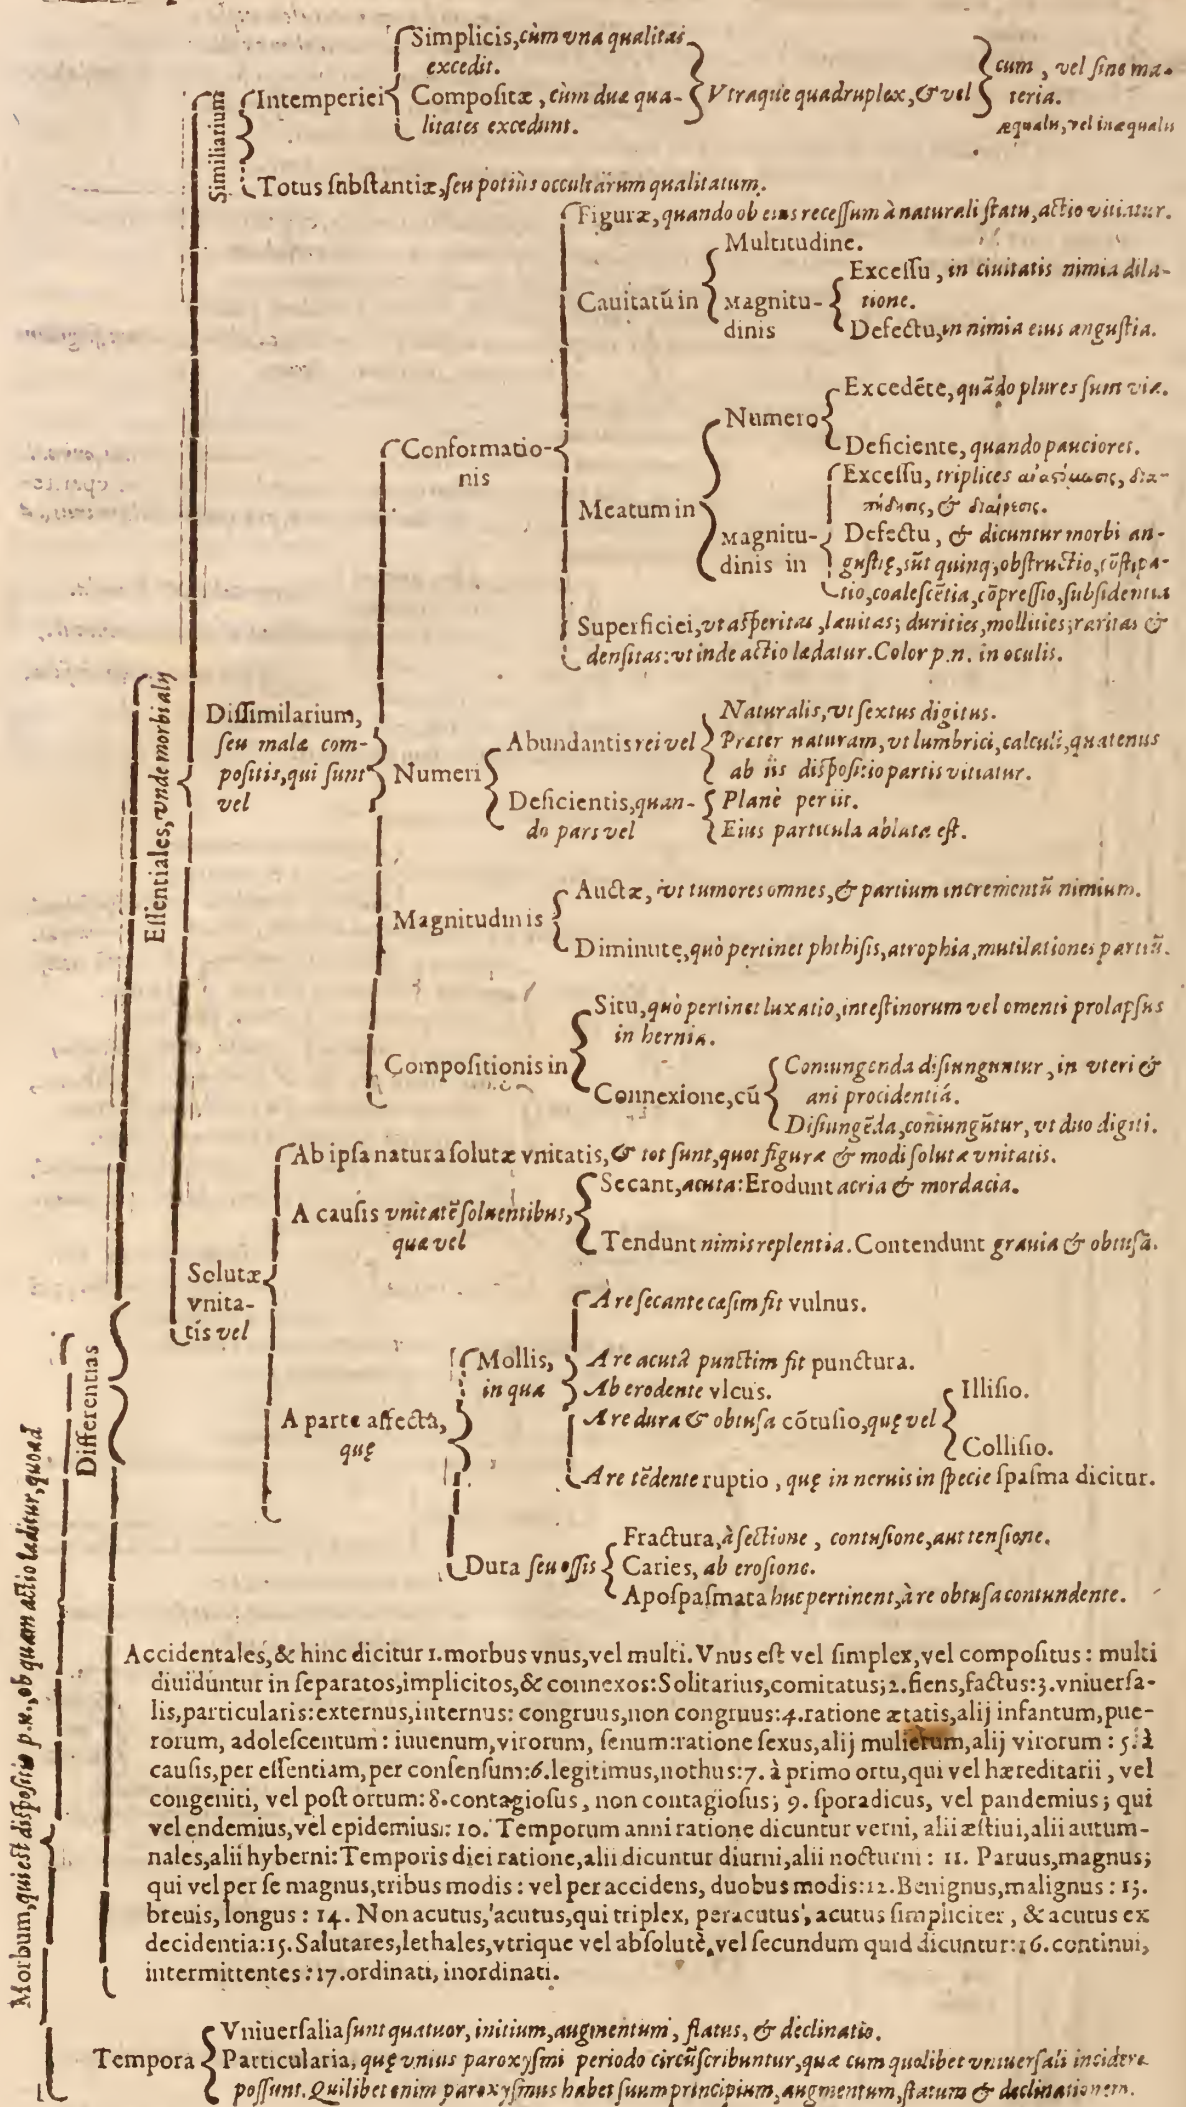 Simplicis, cùm vna qualitas
excedit.
Intemperiei
Compositæ, cùm duæ qua-
litates excedunt.
Vtraque quadruplex, & vel
cum, vel sine ma-
teria.
æqualis, vel inæqualis
Similiarium
Totus substantiæ, seu potiùs occultarum qualitatum.
Figuræ, quando ob eius recessum à naturali statu, actio vitiatur.
Multitudine.
Cauitatū in
Magnitu-
dinis
Excessu, in ciuitatis nimia dila-
tione.
Defectu, in nimia eius angustia.
Excedēte, quādo plures sunt viæ.
Numero
Deficiente, quando pauciores.
Conformatio-
nis
Meatum in
Magnitu-
dinis in
Excessu, triplices ἀναστόμωσις, δια-
πήδησις, & διαίρεσις.
Defectu, & dicuntur morbi an-
gustię, sūt quinq, obstructio, cōstipa-
tio, coalescētia, cōpressio, subsidentia
Superficiei, vt asperitas, læuitas; durities, mollities; raritas &
densitas: vt inde actio lædatur. Color p.n. in oculis.
Essentiales, vnde morbi alij
Dissimilarium,
seu malæ com-
positis, qui sunt
vel
Naturalis, vt sextus digitus.
Abundantis rei vel
Præter naturam, vt lumbrici, calculi, quatenus
ab iis dispositio partis vitiatur.
Numeri
Deficientis, quan-
do pars vel
Planè periit.
Eius particula ablata est.
Auctæ, vt tumores omnes, & partium incrementū nimium.
Magnitudinis
Diminutę, quò pertinet phthisis, atrophia, mutilationes partiū.
Situ, quò pertinet luxatio, intestinorum vel omenti prolapsus
in hernia.
Compositionis in
Connexione, cū
Coniungenda disiunguntur, in vteri &
ani procidentiá.
Disiungēda, coniungūtur, vt duo digiti.
Ab ipsa natura solutæ vnitatis, & tot sunt, quot figuræ & modi solutæ vnitatis.
A causis vnitatē soluentibus,
quæ vel
Secant, acuta: Erodunt acria & mordacia.
Tendunt nimis replentia. Contendunt grauia & obtusa.
Solutæ
vnita-
tis vel
À re secante cæsim fit vulnus.
Mollis,
in qua
A re acutâ punctim fit punctura.
Ab erodente vlcus.
A re dura & obtusa cōtusio, quę vel
Illisio.
Collisio.
A re tēdente ruptio, quę in neruis in specie spasma dicitur.
A parte affectâ,
quę
Fractura, à sectione, contusione, aut tensione.
Dura seu ossis
Caries, ab erosione.
Apospasmata huc pertinent, à re obtusa contundente.
Differentias
Morbum, qui est dispositio p.n., ob quam actio læditur, quoad
Accidentales, & hinc dicitur 1. morbus vnus, vel multi. Vnus est vel simplex, vel compositus: multi
diuiduntur in separatos, implicitos, & connexos: Solitarius, comitatus; 2. fiens, factus: 3. vniuersa-
lis, particularis: externus, internus: congruus, non congruus: 4. ratione ætatis, alij infantum, pue-
rorum, adolescentum: iuuenum, virorum, senum: ratione sexus, alij mulierum, alij virorum: 5. à
causis, per essentiam, per consensum: 6. legitimus, nothus: 7. à primo ortu, qui vel hæreditarii, vel
congeniti, vel post ortum: 8. contagiosus, non contagiosus; 9. sporadicus, vel pandemius; qui
vel endemius, vel epidemius: 10. Temporum anni ratione dicuntur verni, alii æstiui, alii autum-
nales, alii hyberni: Temporis diei ratione, alii dicuntur diurni, alii nocturni: 11. Paruus, magnus;
qui vel per se magnus, tribus modis: vel per accidens, duobus modis: 12. Benignus, malignus: 13.
breuis, longus: 14. Non acutus, acutus, qui triplex, peracutus, acutus simpliciter, & acutus ex
decidentia: 15. Salutares, lethales, vtrique vel absolutè, vel secundum quid dicuntur: 16. continui,
intermittentes: 17. ordinati, inordinati.
Vniuersalia sunt quatuor, initium, augmentum, status, & declinatio.
Tempora
Particularia, quę vnius paroxysmi periodo circūscribuntur, quæ cum quolibet vniuersali incidere
possunt. Quilibet enim paroxysmus habet suum principium, augmentum, statum & declinationem.